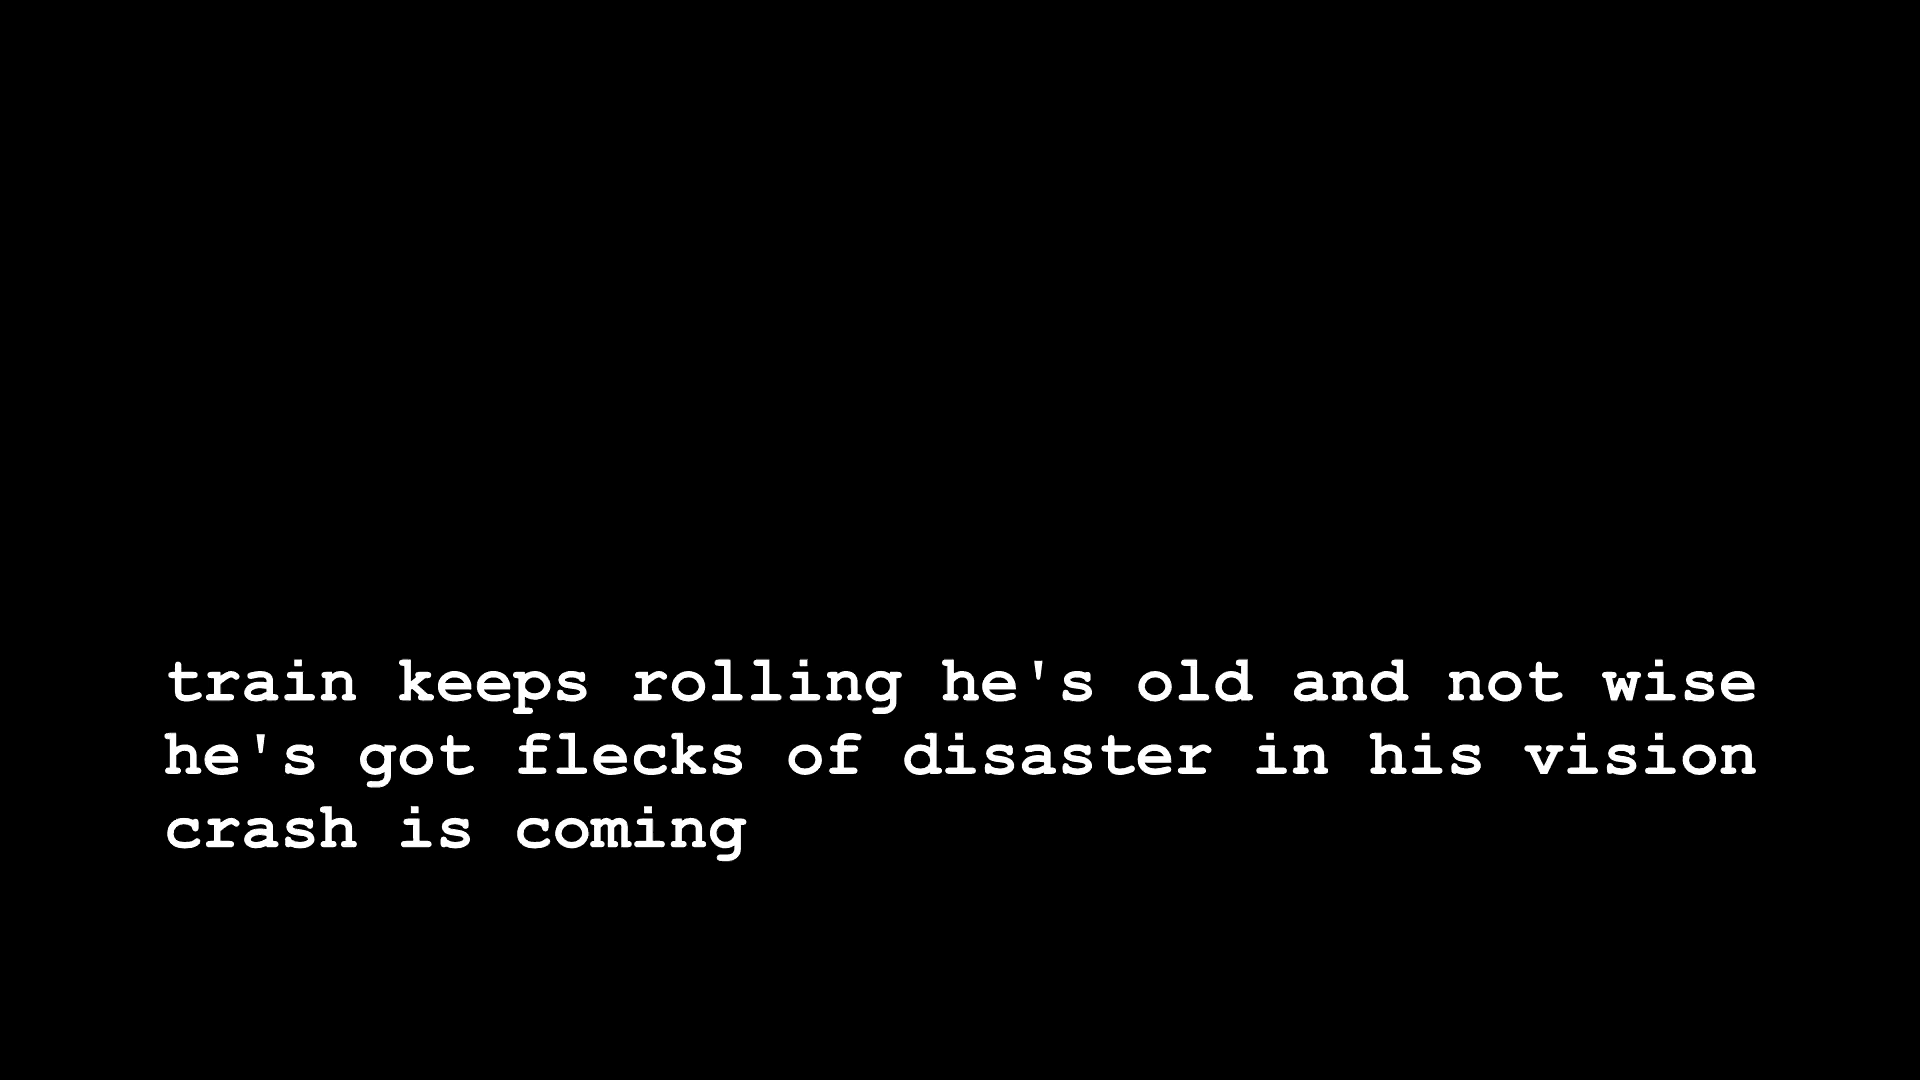 train keeps rolling he's old and not wise
he's got flecks of disaster in his vision
crash is coming